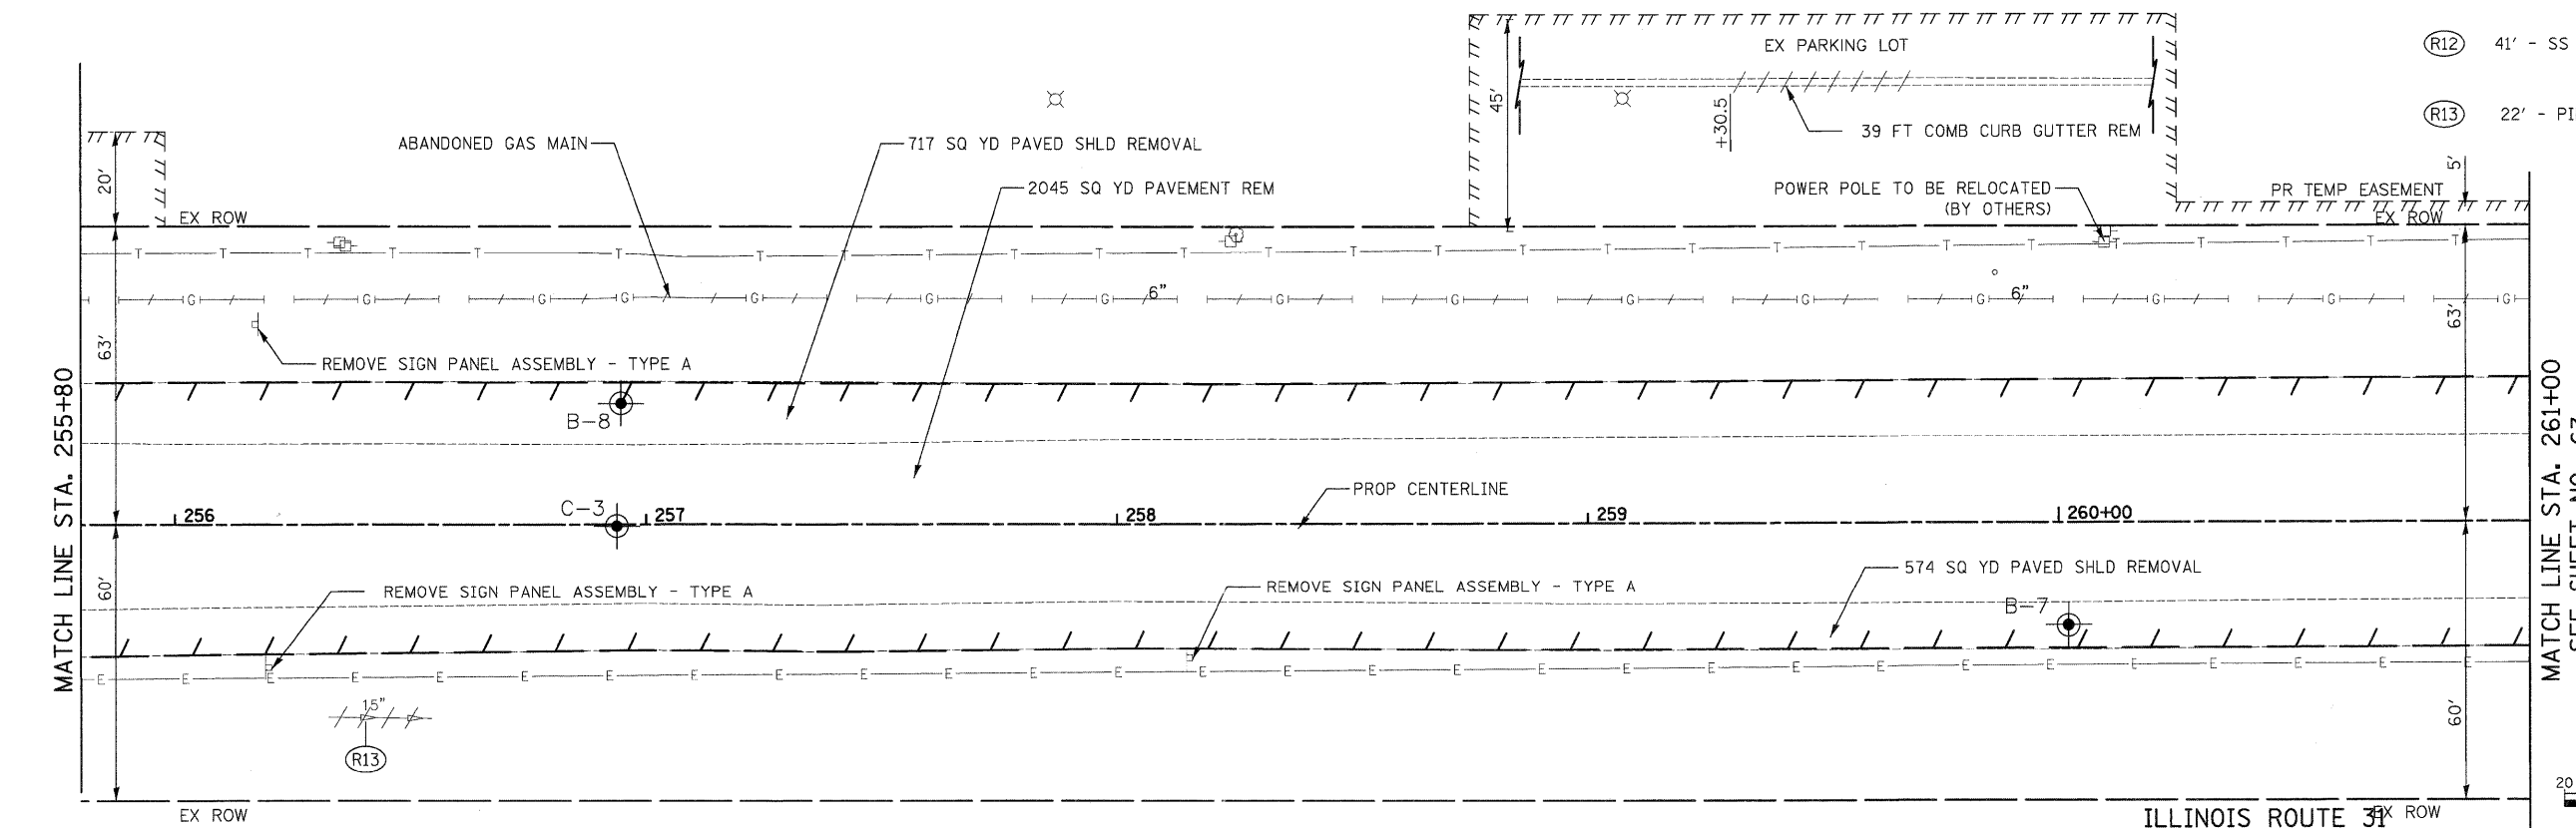 EX PARKING LOT
R12 41' - SS
R13 22' - PI
45'
+30.5
39 FT COMB CURB GUTTER REM
ABANDONED GAS MAIN
717 SQ YD PAVED SHLD REMOVAL
2045 SQ YD PAVEMENT REM
POWER POLE TO BE RELOCATED
(BY OTHERS)
5'
PR TEMP EASEMENT
20'
EX ROW
EX ROW
T T T T T T T T T T T T T T T T T T T T T T T T T T T T
G G G G G G 6" G G G G G 6" G G G
63'
63'
REMOVE SIGN PANEL ASSEMBLY - TYPE A
B-8
MATCH LINE STA. 255+80
MATCH LINE STA. 261+00
PROP CENTERLINE
C-3
256
257
258
259
260+00
60'
REMOVE SIGN PANEL ASSEMBLY - TYPE A
REMOVE SIGN PANEL ASSEMBLY - TYPE A
574 SQ YD PAVED SHLD REMOVAL
B-7
E E E E E E E E E E E E E E E E E E E E E E E E E E E E E
15"
R13
60'
20
EX ROW
ILLINOIS ROUTE 31
EX ROW